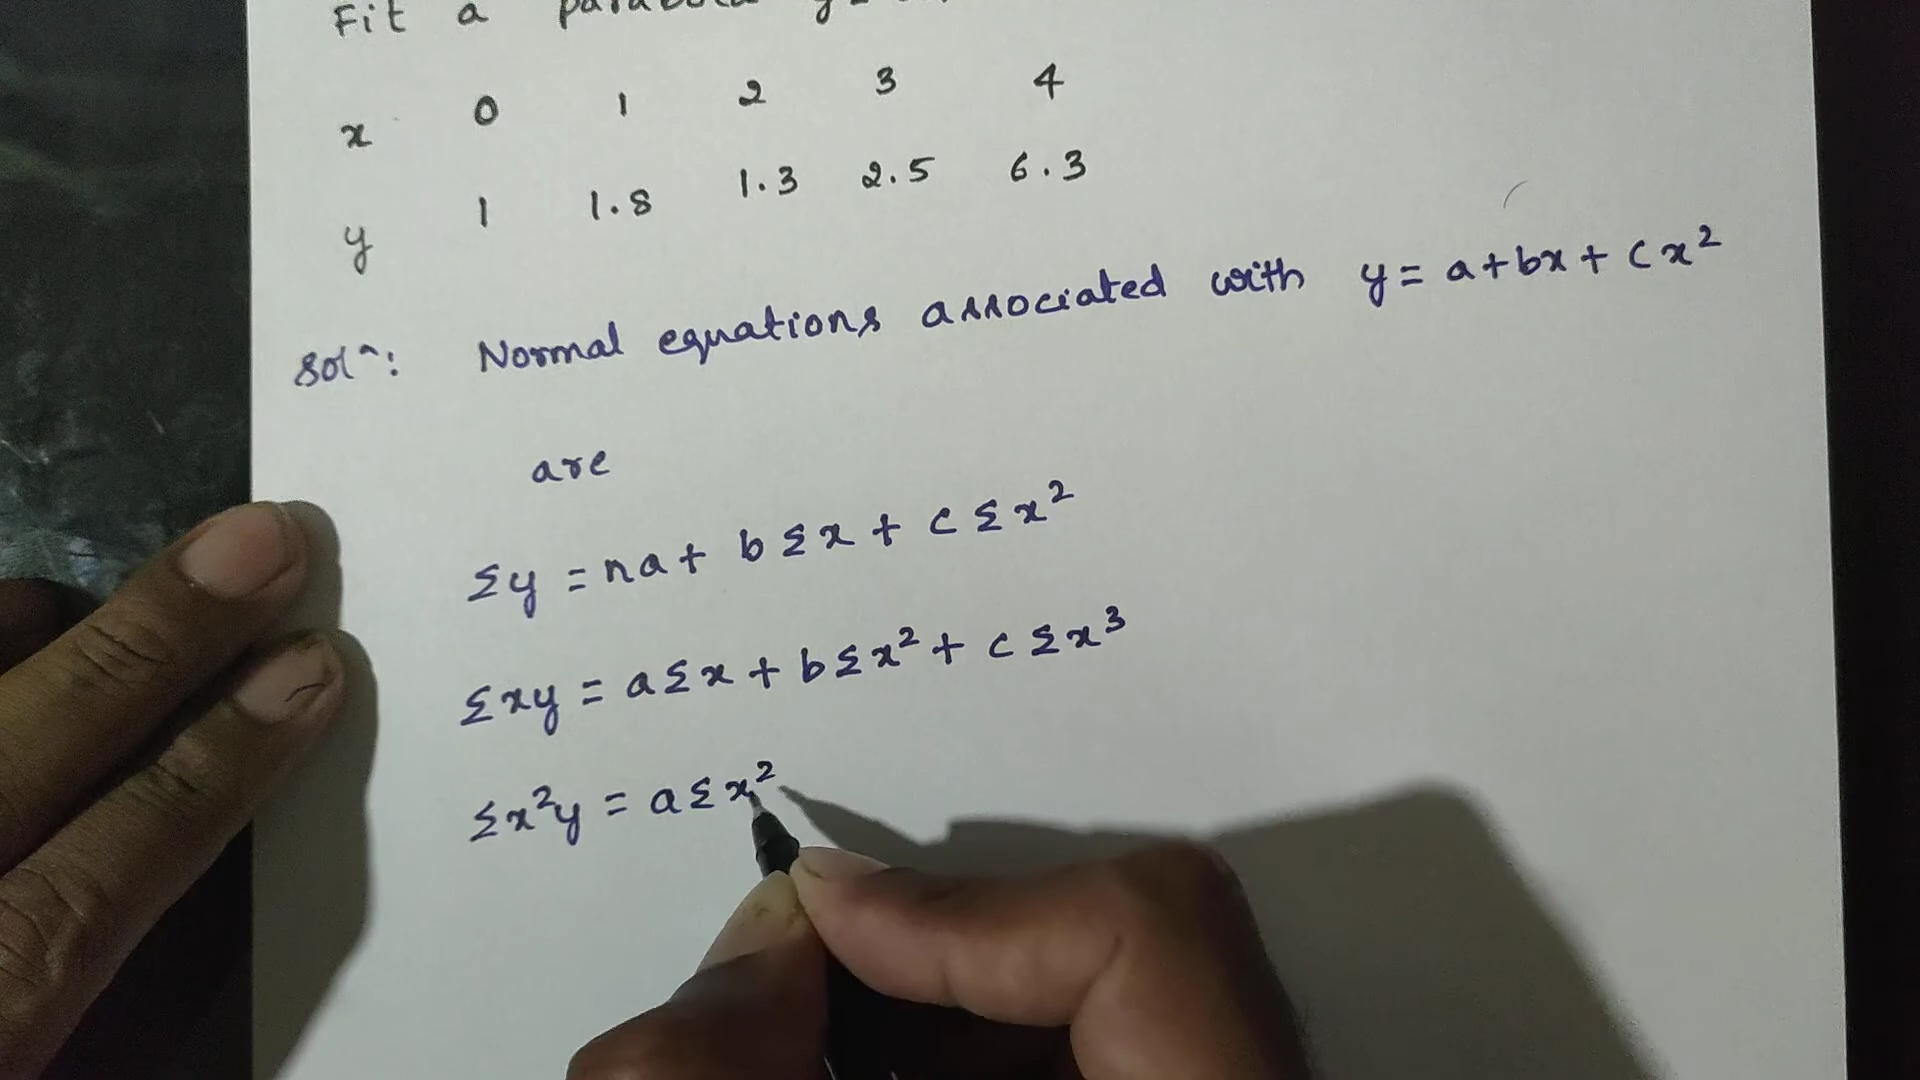 Fit a parabola y=
x 0 1 2 3 4
y 1 1.8 1.3 2.5 6.3
Solⁿ: Normal equations associated with y = a+bx+cx²
are
Σy = na + bΣx + cΣx²
Σxy = aΣx + bΣx² + cΣx³
Σx²y = aΣx²